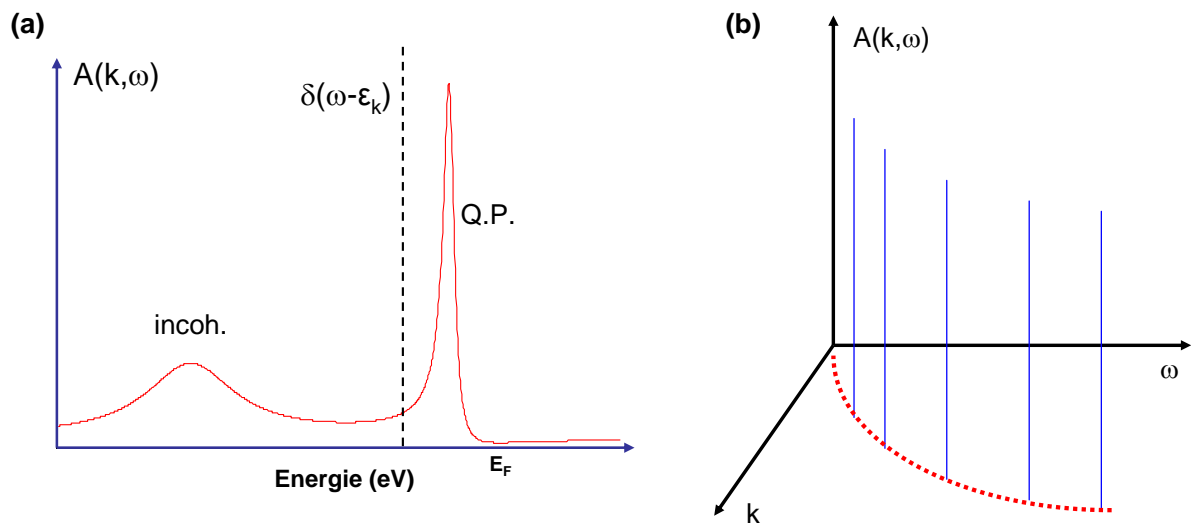 (a)
A(k,ω)
δ(ω-ε_k)
Q.P.
incoh.
E_F
Energie (eV)
(b)
A(k,ω)
ω
k